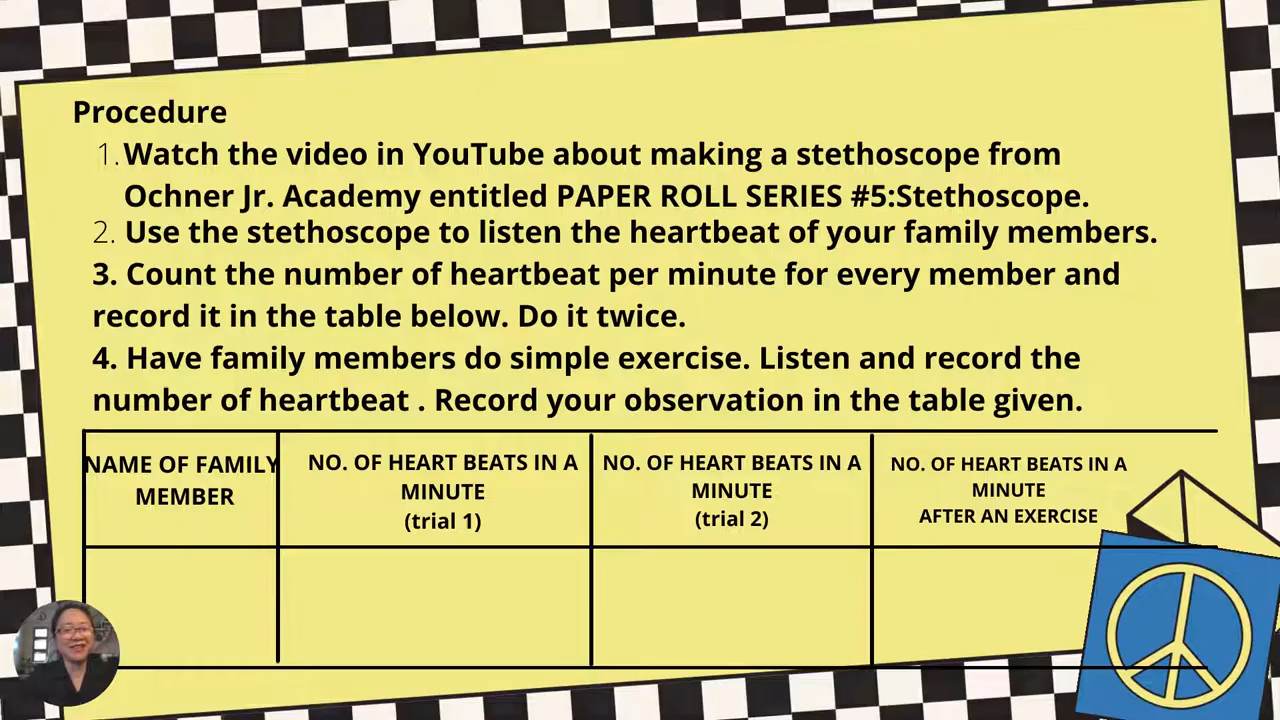 Procedure
1. Watch the video in YouTube about making a stethoscope from
Ochner Jr. Academy entitled PAPER ROLL SERIES #5:Stethoscope.
2. Use the stethoscope to listen the heartbeat of your family members.
3. Count the number of heartbeat per minute for every member and
record it in the table below. Do it twice.
4. Have family members do simple exercise. Listen and record the
number of heartbeat . Record your observation in the table given.
NAME OF FAMILY
MEMBER
NO. OF HEART BEATS IN A
MINUTE
(trial 1)
NO. OF HEART BEATS IN A
MINUTE
(trial 2)
NO. OF HEART BEATS IN A
MINUTE
AFTER AN EXERCISE